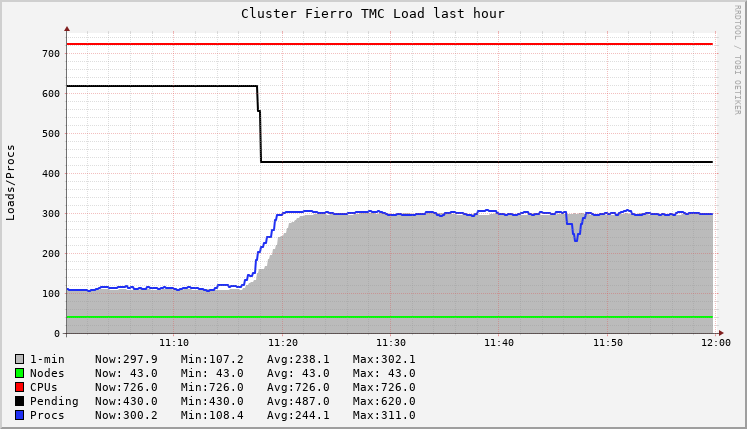 Cluster Fierro TMC Load last hour
RRDTOOL / TOBI OETIKER
Loads/Procs
700
600
500
400
300
200
100
0
11:10 11:20 11:30 11:40 11:50 12:00
1-min Now:297.9 Min:107.2 Avg:238.1 Max:302.1
Nodes Now: 43.0 Min: 43.0 Avg: 43.0 Max: 43.0
CPUs Now:726.0 Min:726.0 Avg:726.0 Max:726.0
Pending Now:430.0 Min:430.0 Avg:487.0 Max:620.0
Procs Now:300.2 Min:108.4 Avg:244.1 Max:311.0